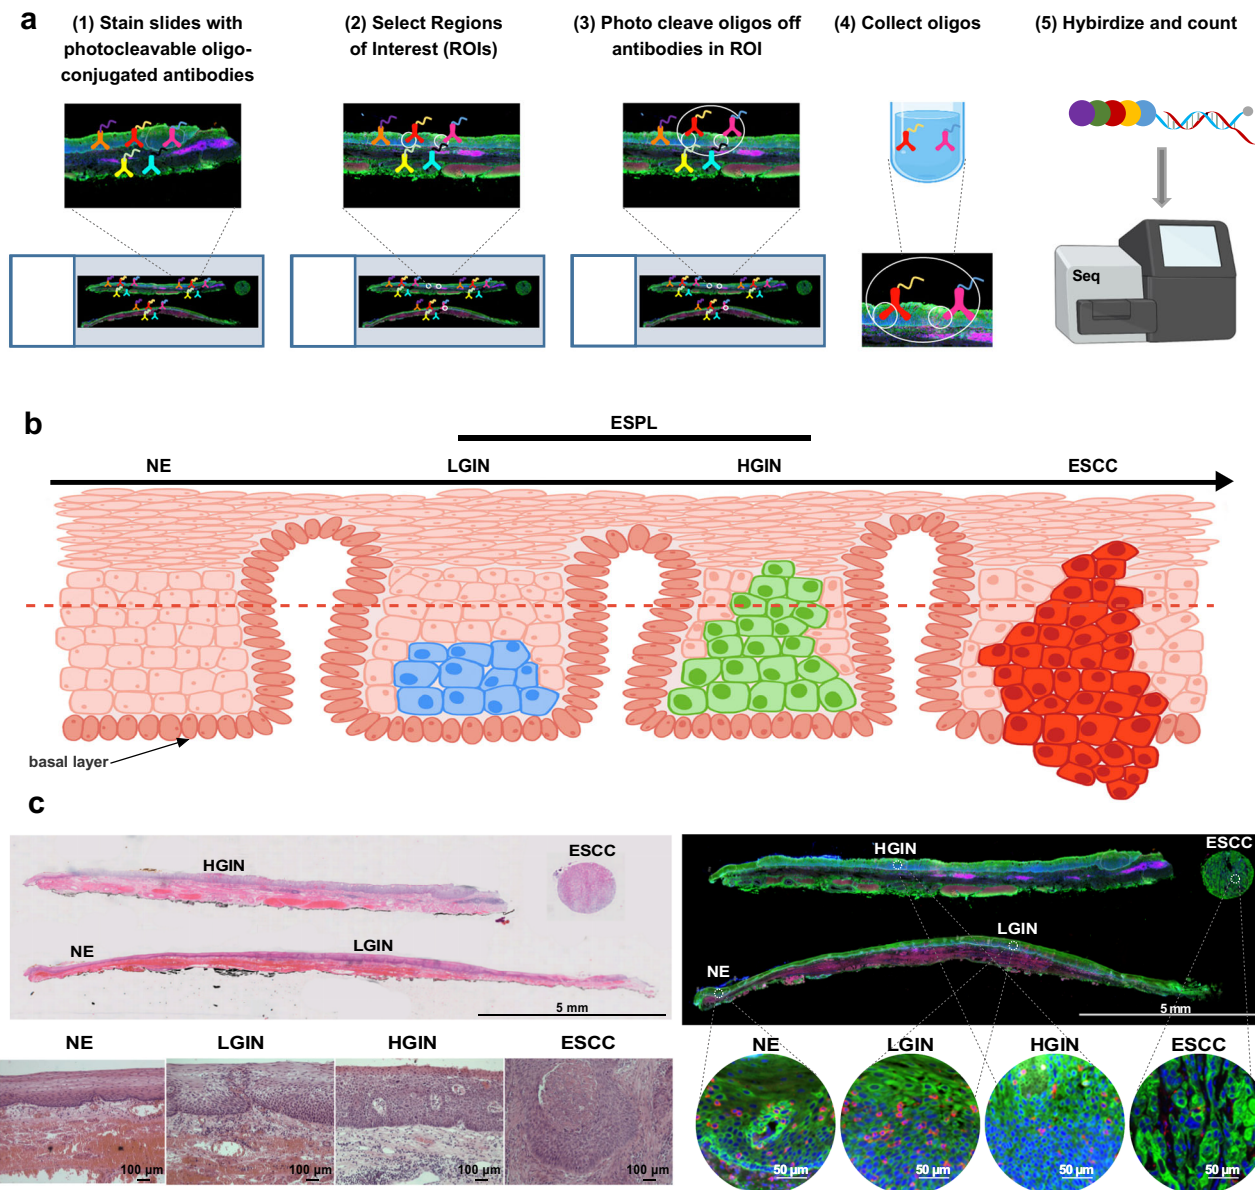 a
(1) Stain slides with
photocleavable oligo-
conjugated antibodies
(2) Select Regions
of Interest (ROIs)
(3) Photo cleave oligos off
antibodies in ROI
(4) Collect oligos
(5) Hybirdize and count
Seq
b
ESPL
NE
LGIN
HGIN
ESCC
basal layer
c
HGIN
ESCC
NE
LGIN
5 mm
HGIN
ESCC
LGIN
NE
5 mm
NE
LGIN
HGIN
ESCC
100 µm
100 µm
100 µm
100 µm
NE
LGIN
HGIN
ESCC
50 µm
50 µm
50 µm
50 µm